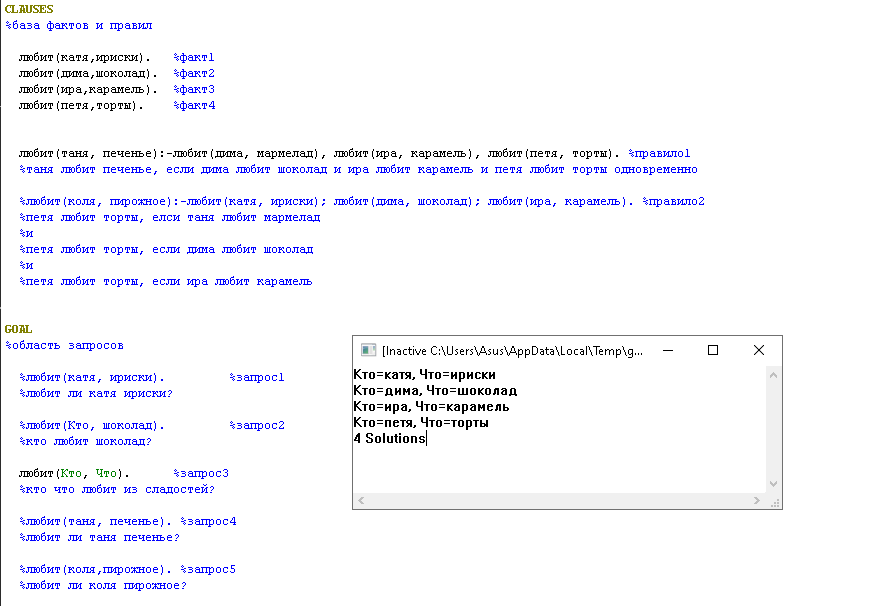 CLAUSES
%база фактов и правил
любит(катя,ириски).   %факт1
любит(дима,шоколад).  %факт2
любит(ира,карамель).  %факт3
любит(петя,торты).    %факт4
любит(таня, печенье):-любит(дима, мармелад), любит(ира, карамель), любит(петя, торты). %правило1
%таня любит печенье, если дима любит шоколад и ира любит карамель и петя любит торты одновременно
%любит(коля, пирожное):-любит(катя, ириски); любит(дима, шоколад); любит(ира, карамель). %правило2
%петя любит торты, елси таня любит мармелад
%и
%петя любит торты, если дима любит шоколад
%и
%петя любит торты, если ира любит карамель
GOAL
%область запросов
%любит(катя, ириски).         %запрос1
%любит ли катя ириски?
%любит(Кто, шоколад).         %запрос2
%кто любит шоколад?
любит(Кто, Что).      %запрос3
%кто что любит из сладостей?
%любит(таня, печенье). %запрос4
%любит ли таня печенье?
%любит(коля,пирожное). %запрос5
%любит ли коля пирожное?
[Inactive C:\Users\Asus\AppData\Local\Temp\g...
Кто=катя, Что=ириски
Кто=дима, Что=шоколад
Кто=ира, Что=карамель
Кто=петя, Что=торты
4 Solutions